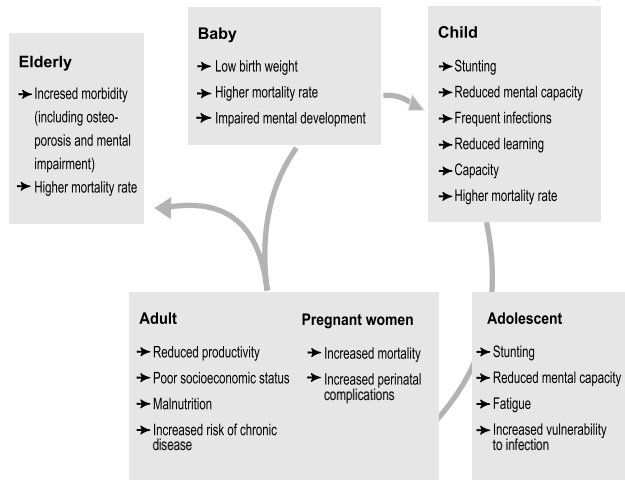 Elderly
Incresed morbidity
(including osteo-
porosis and mental
impairment)
Higher mortality rate
Baby
Low birth weight
Higher mortality rate
Impaired mental development
Child
Stunting
Reduced mental capacity
Frequent infections
Reduced learning
Capacity
Higher mortality rate
Adult
Reduced productivity
Poor socioeconomic status
Malnutrition
Increased risk of chronic
disease
Pregnant women
Increased mortality
Increased perinatal
complications
Adolescent
Stunting
Reduced mental capacity
Fatigue
Increased vulnerability
to infection